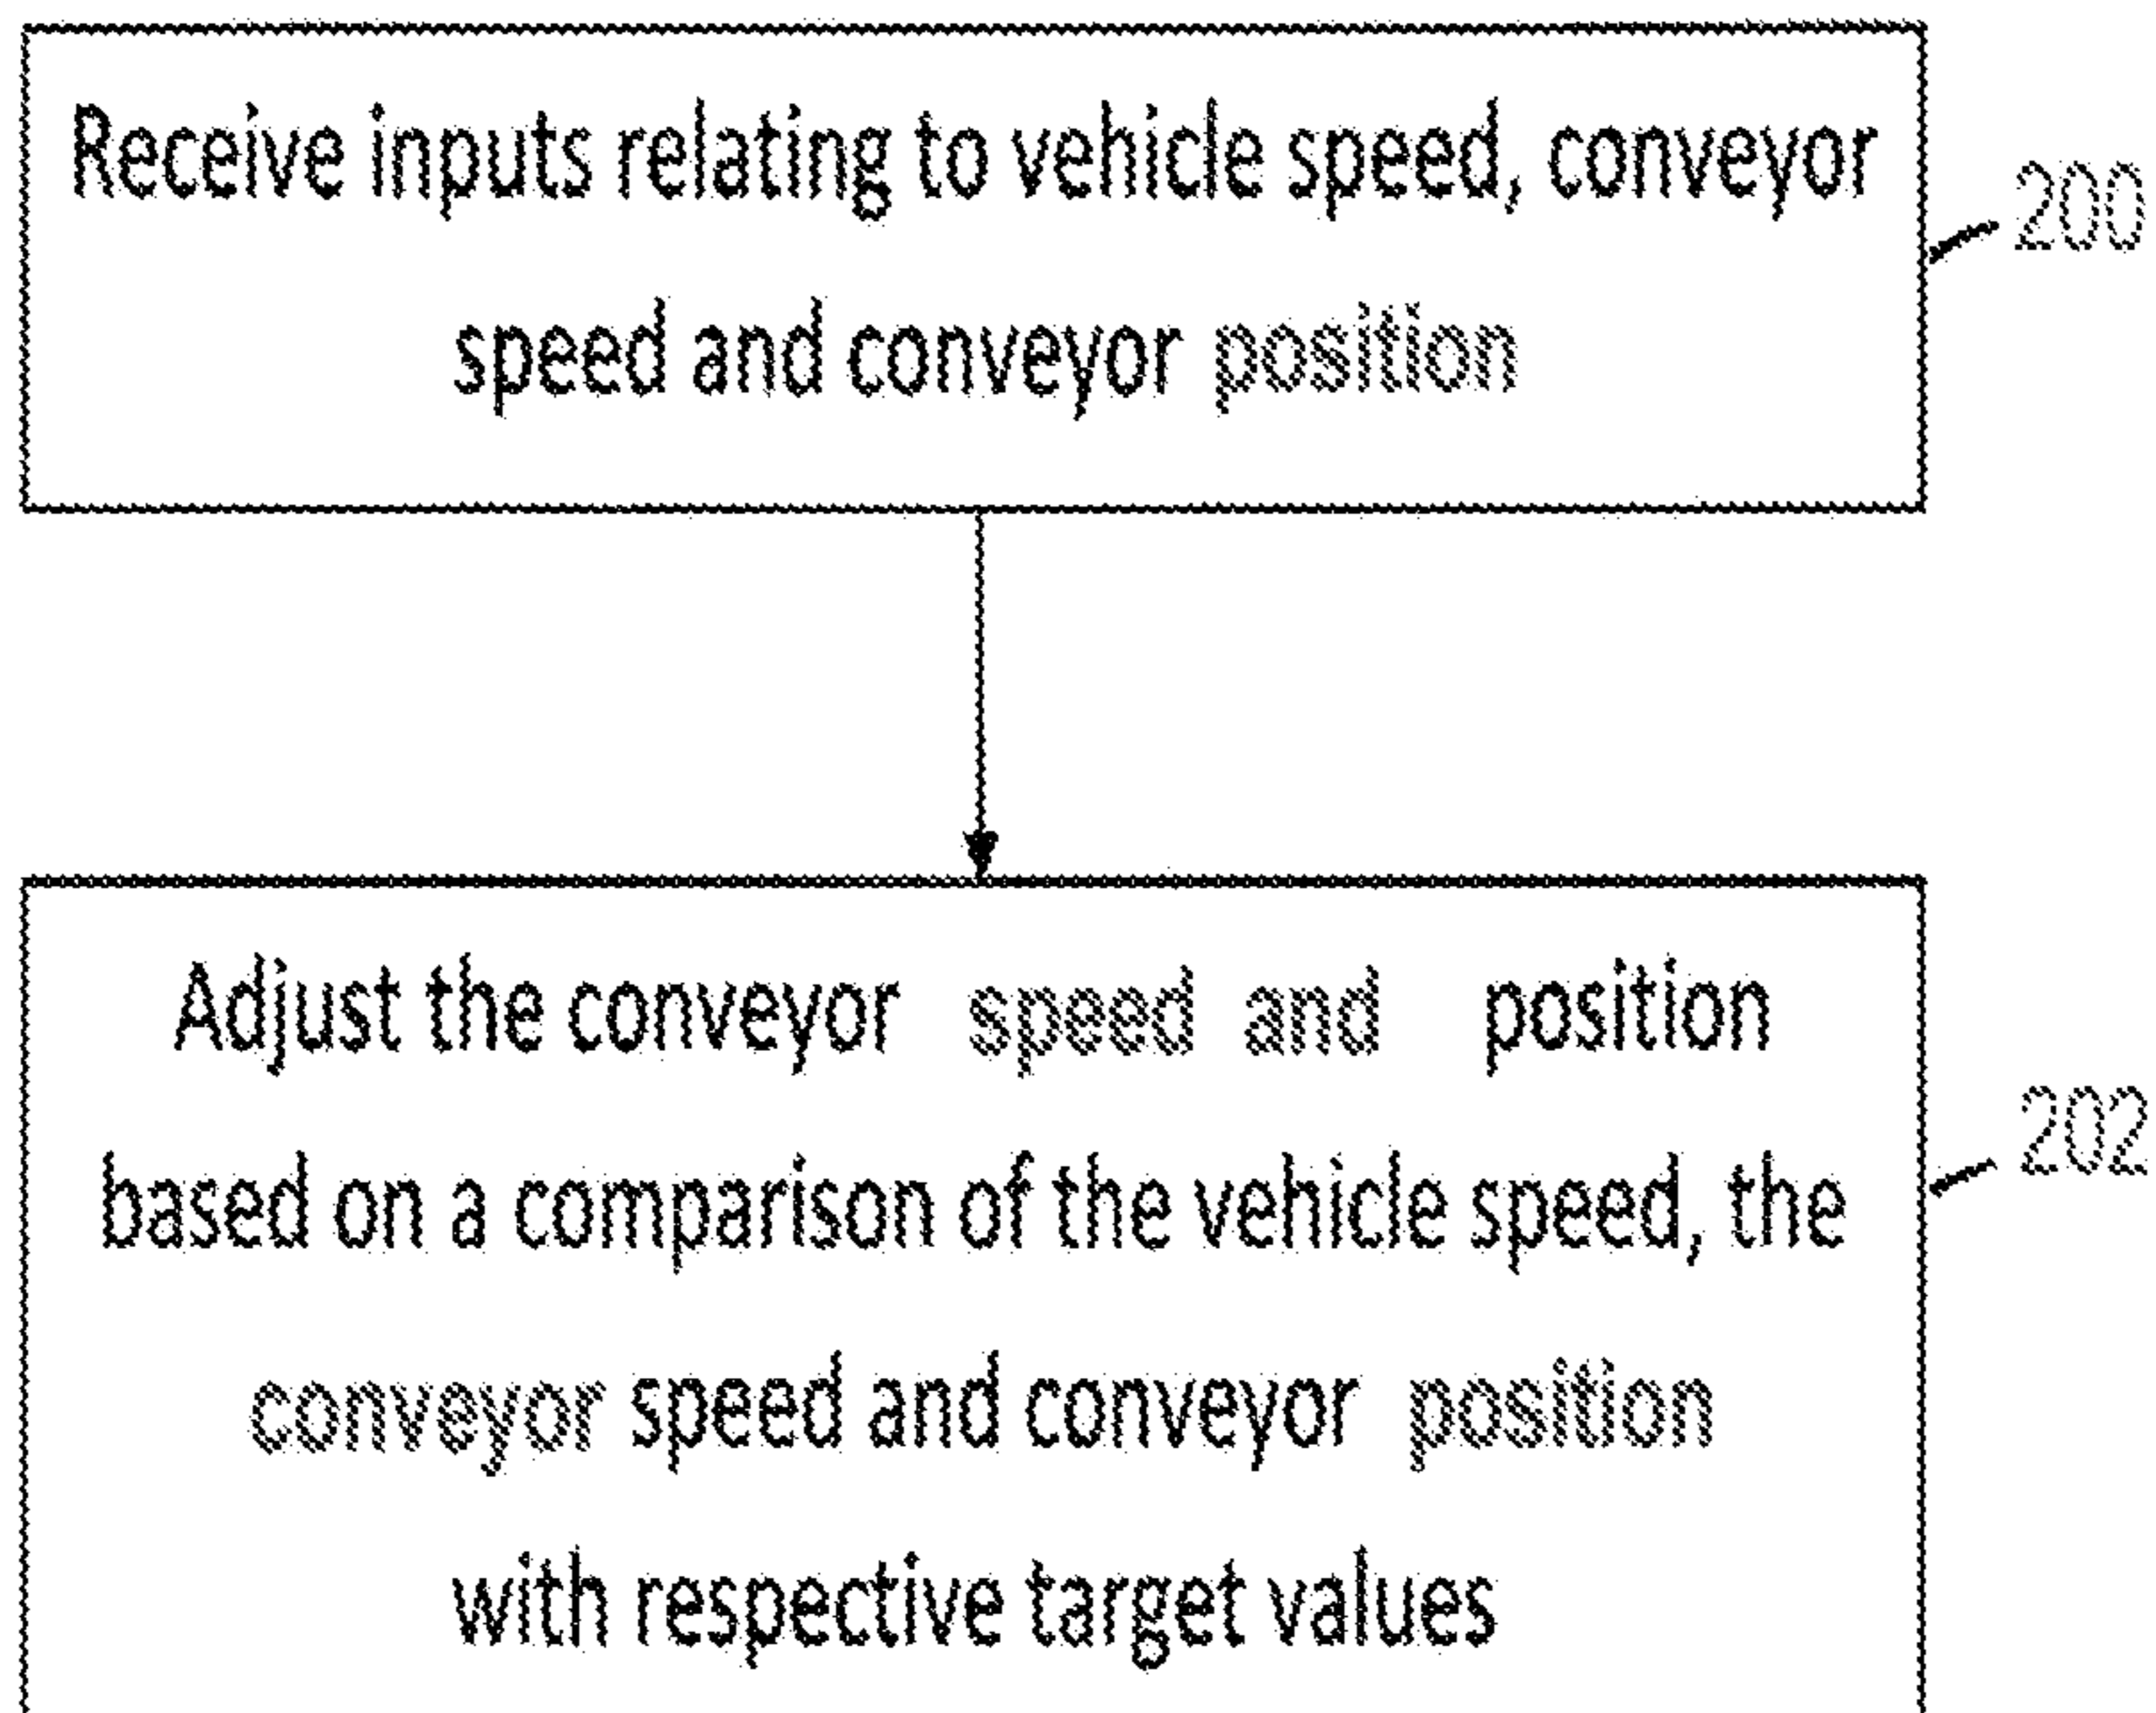 Receive inputs relating to vehicle speed, conveyor
speed and conveyor position
200
Adjust the conveyor speed and position
based on a comparison of the vehicle speed, the
conveyor speed and conveyor position
with respective target values
202